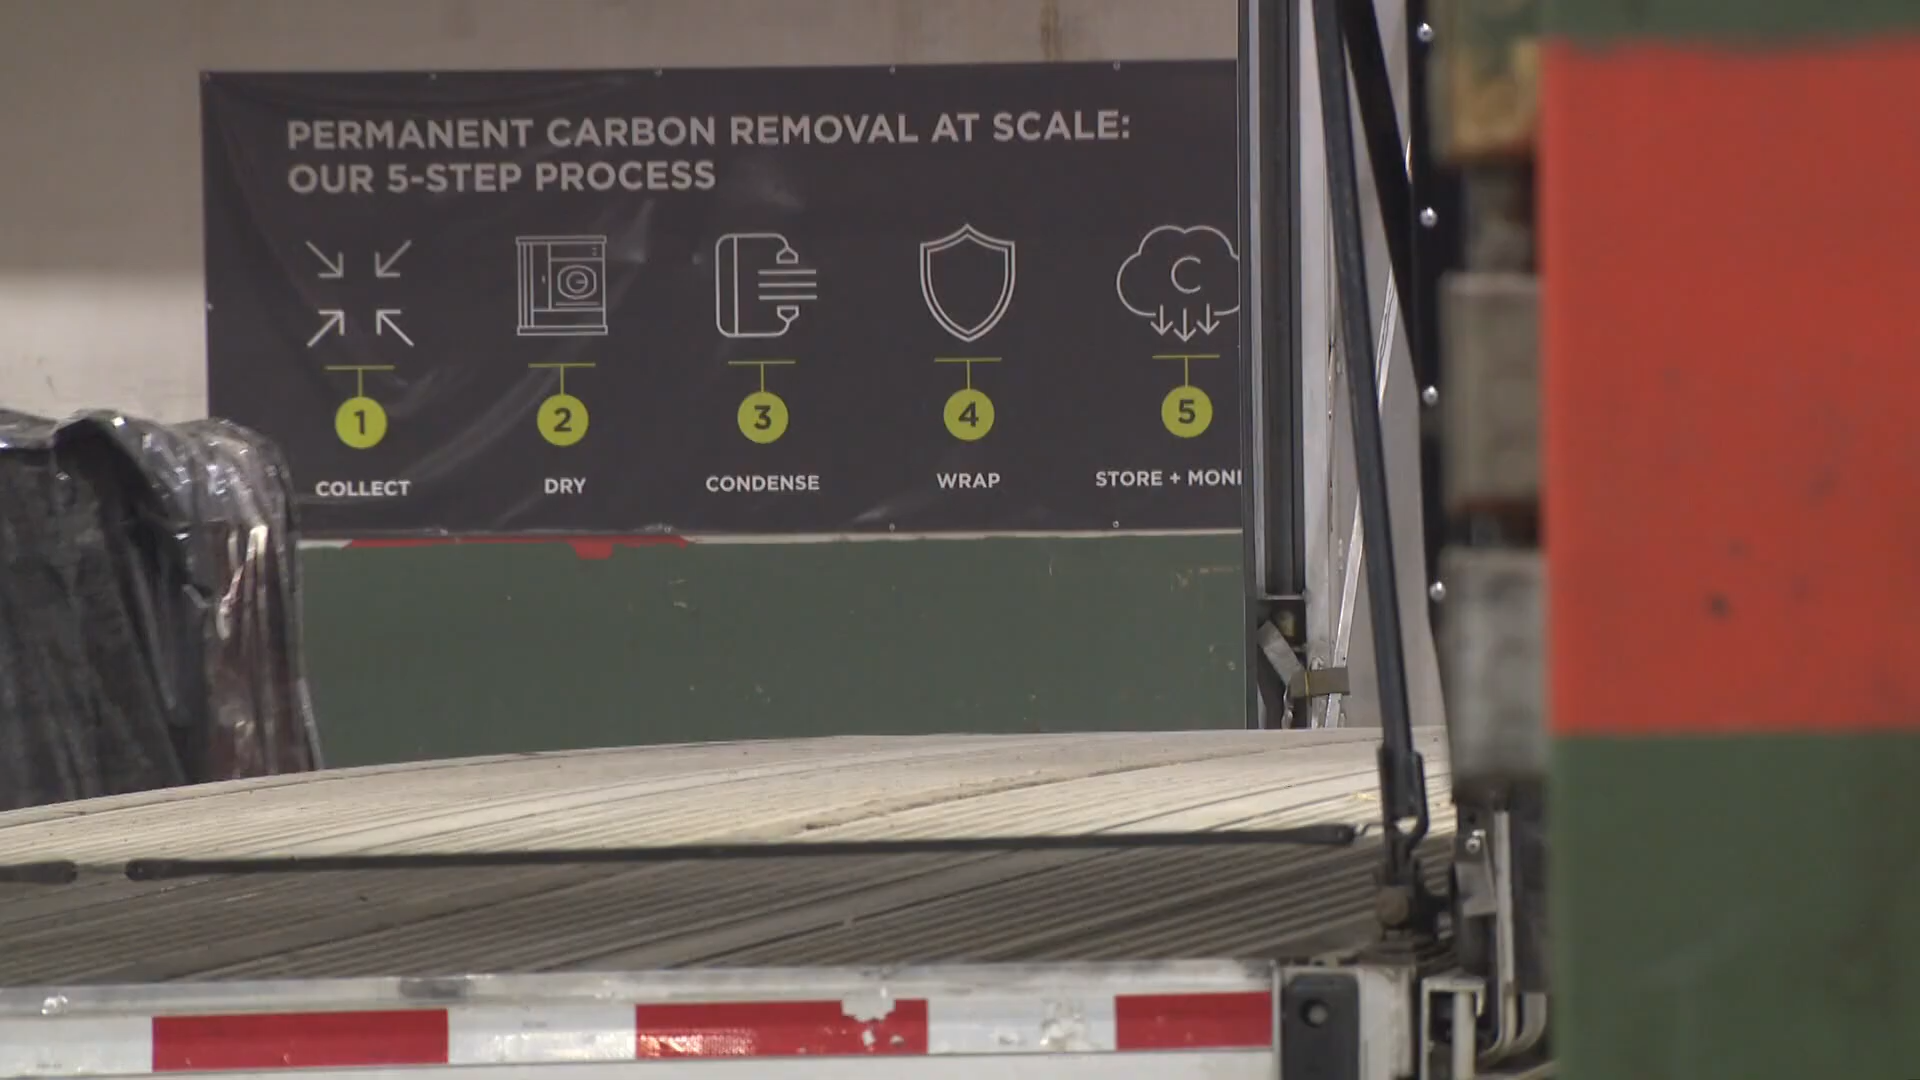 PERMANENT CARBON REMOVAL AT SCALE:
OUR 5-STEP PROCESS
C
1 2 3 4 5
COLLECT DRY CONDENSE WRAP STORE + MONI